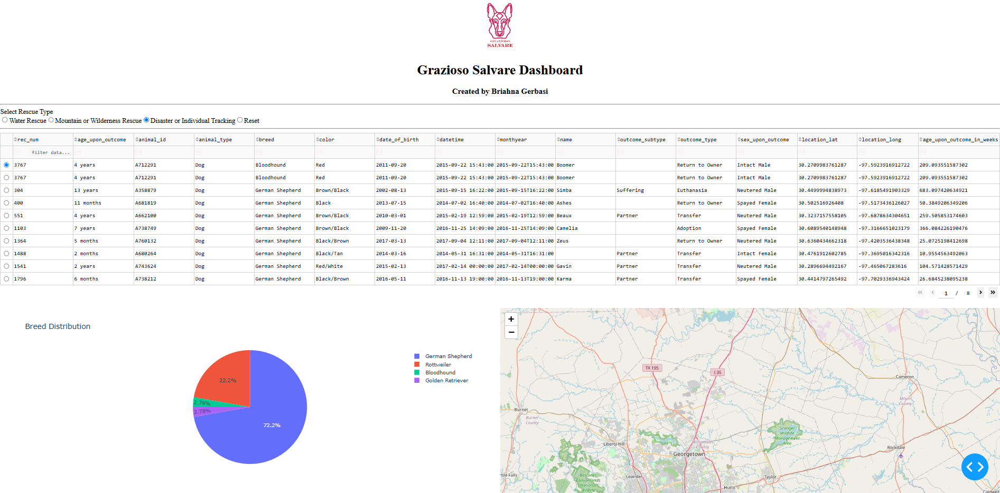 GRAZIOSO
SALVARE
Grazioso Salvare Dashboard
Created by Briahna Gerbasi
Select Rescue Type
Water Rescue Mountain or Wilderness Rescue Disaster or Individual Tracking Reset
rec_num age_upon_outcome animal_id animal_type breed color date_of_birth datetime monthyear name outcome_subtype outcome_type sex_upon_outcome location_lat location_long age_upon_outcome_in_weeks
filter data...
3767 4 years A712291 Dog Bloodhound Red 2011-09-20 2015-09-22 15:43:00 2015-09-22T15:43:00 Boomer Return to Owner Intact Male 30.2709983761287 -97.5923916912722 209.093551587302
3767 4 years A712291 Dog Bloodhound Red 2011-09-20 2015-09-22 15:43:00 2015-09-22T15:43:00 Boomer Return to Owner Intact Male 30.2709983761287 -97.5923916912722 209.093551587302
304 13 years A358879 Dog German Shepherd Brown/Black 2002-08-13 2015-09-15 16:22:00 2015-09-15T16:22:00 Simba Suffering Euthanasia Neutered Male 30.4499994838973 -97.6185491903329 683.097420634921
400 11 months A681819 Dog German Shepherd Black 2013-07-15 2014-07-02 16:40:00 2014-07-02T16:40:00 Ashes Return to Owner Spayed Female 30.502516926408 -97.5173436126027 50.3849206349206
551 4 years A662100 Dog German Shepherd Brown/Black 2010-03-01 2015-02-19 12:59:00 2015-02-19T12:59:00 Beaux Partner Transfer Neutered Male 30.3237157558105 -97.6878634304651 259.505853174603
1103 7 years A738749 Dog German Shepherd Brown/Black 2009-11-20 2016-11-25 14:09:00 2016-11-25T14:09:00 Camelia Adoption Spayed Female 30.6089540148948 -97.3166651023179 366.084226190476
1364 5 months A760132 Dog German Shepherd Black/Brown 2017-03-13 2017-09-04 12:11:00 2017-09-04T12:11:00 Zeus Return to Owner Neutered Male 30.6360434662318 -97.4203536438348 25.0725198412698
1488 2 months A680264 Dog German Shepherd Black/Tan 2014-03-16 2014-05-31 16:31:00 2014-05-31T16:31:00 Partner Transfer Intact Female 30.4761912602785 -97.3695016342316 10.9554563492063
1541 2 years A743624 Dog German Shepherd Red/White 2015-02-13 2017-02-14 00:00:00 2017-02-14T00:00:00 Gavin Partner Transfer Neutered Male 30.2896694492167 -97.465067283616 104.571428571429
1796 6 months A738212 Dog German Shepherd Black/Brown 2016-05-11 2016-11-13 19:00:00 2016-11-13T19:00:00 Karma Partner Transfer Spayed Female 30.4414797265492 -97.7029336943424 26.6845238095238
1 / 8
Breed Distribution
German Shepherd
Rottweiler
Bloodhound
Golden Retriever
22.2%
2.78%
2.78%
72.2%
+
−
TX 195
I 35
Cameron
Milam
County
Burnet
Burnet
County
Granger
Wildlife
Management
Area
Williamson
County
Liberty Hill
Georgetown
Rockdale
ble Falls
Balcones
Canyonlands
National
Wildlife
Leander
Taylor
Hutto
Caldwell